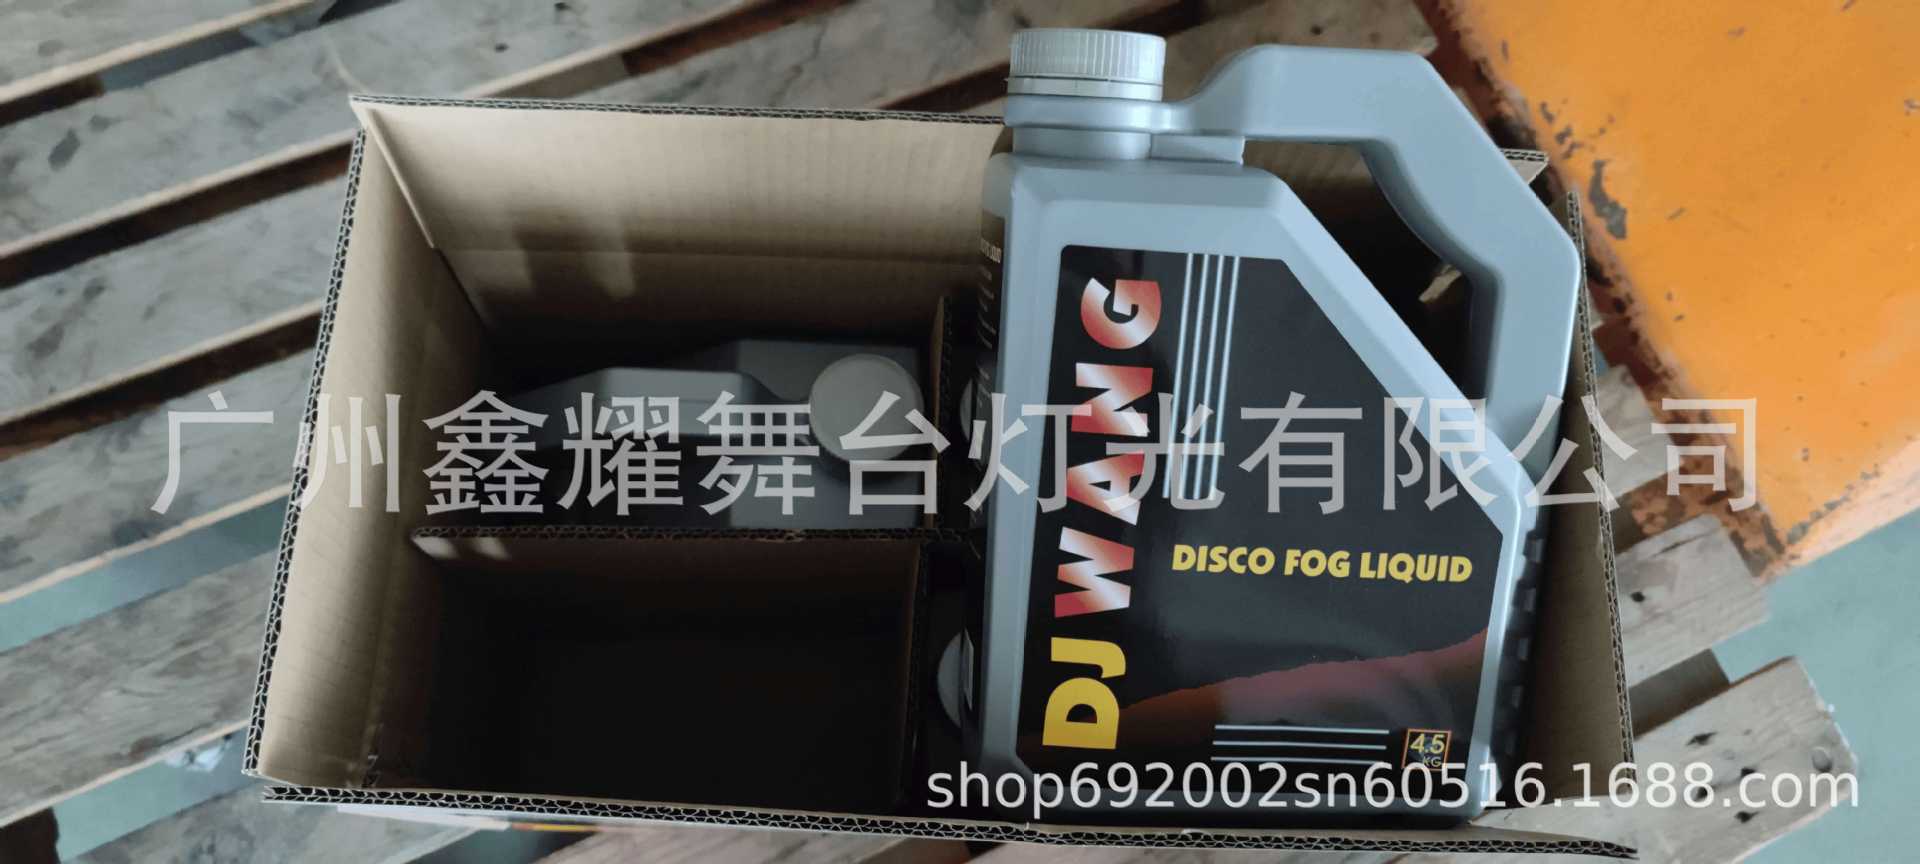 广州鑫耀舞台灯光有限公司
DJ WANG
DISCO FOG LIQUID
4.5
KG
shop692002sn60516.1688.com